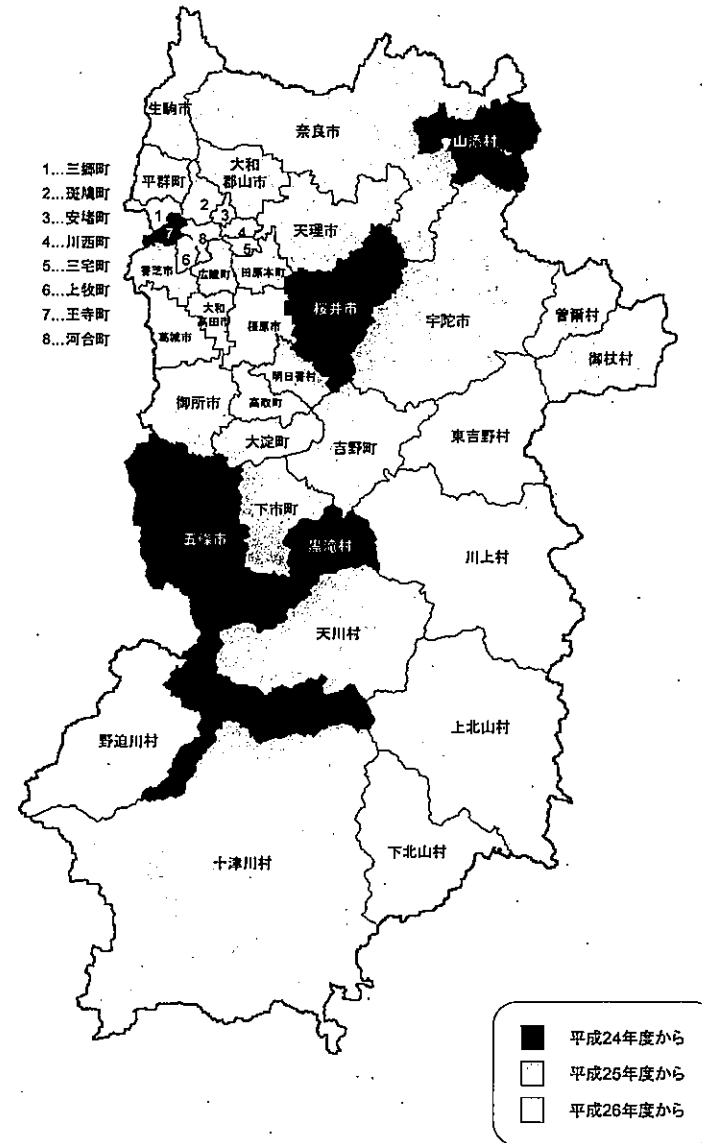 生駒市
奈良市
山添村
1...三郷町
2...斑鳩町
3...安堵町
4...川西町
5...三宅町
6...上牧町
7...王寺町
8...河合町
平群町
大和
郡山市
1
2
3
4
5
6
7
8
天理市
香芝市
広陵町
田原本町
桜井市
宇陀市
曽爾村
御杖村
大和
高田市
橿原市
葛城市
明日香村
御所市
高取町
大淀町
吉野町
東吉野村
下市町
五條市
黒滝村
川上村
天川村
野迫川村
上北山村
十津川村
下北山村
平成24年度から
平成25年度から
平成26年度から